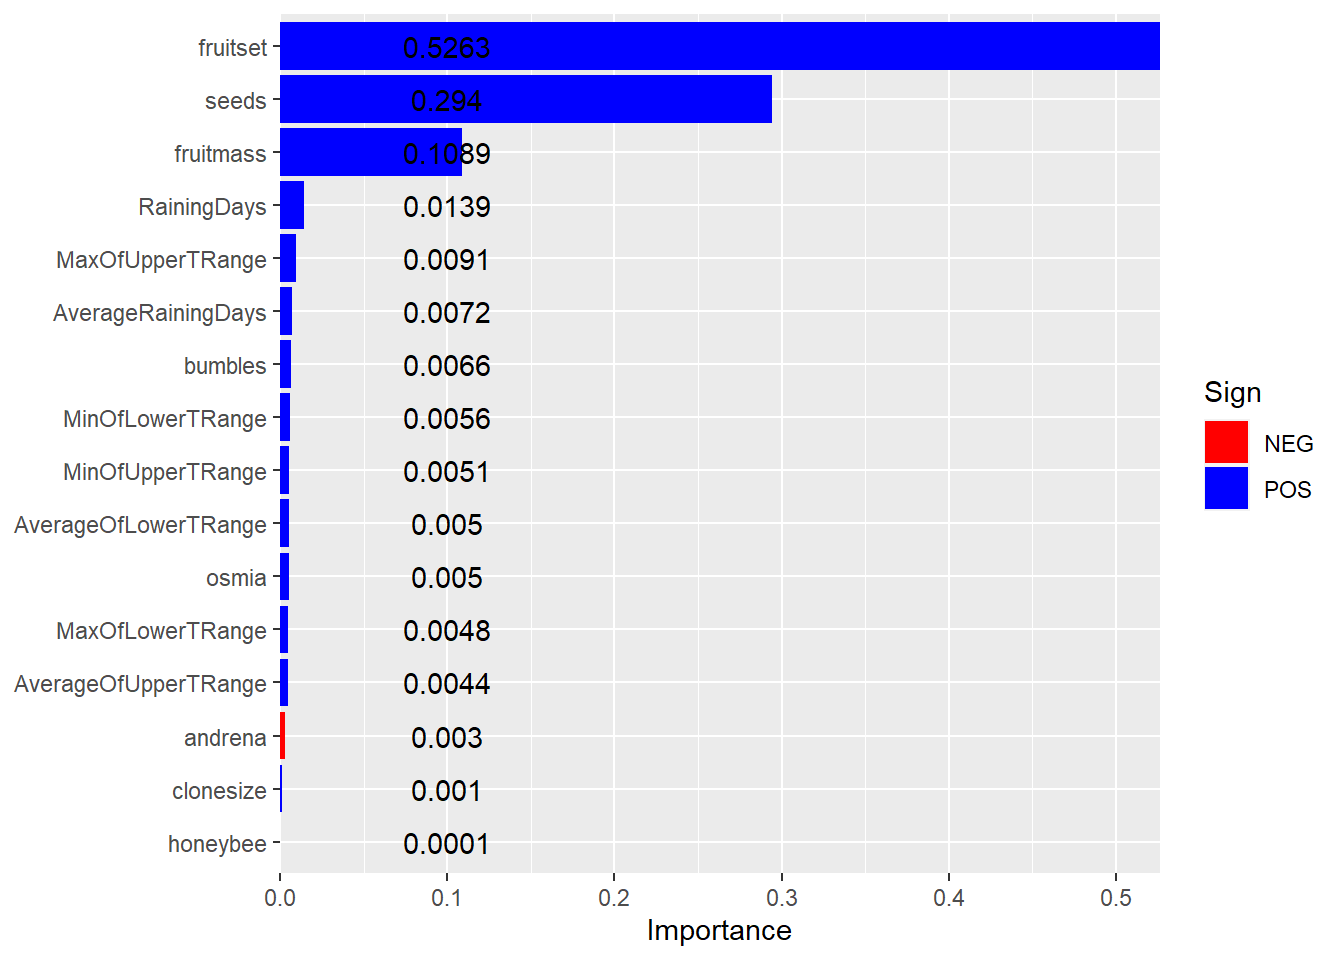 fruitset 0.5263
seeds 0.294
fruitmass 0.1089
RainingDays 0.0139
MaxOfUpperTRange 0.0091
AverageRainingDays 0.0072
bumbles 0.0066
MinOfLowerTRange 0.0056
MinOfUpperTRange 0.0051
AverageOfLowerTRange 0.005
osmia 0.005
MaxOfLowerTRange 0.0048
AverageOfUpperTRange 0.0044
andrena 0.003
clonesize 0.001
honeybee 0.0001
0.0 0.1 0.2 0.3 0.4 0.5
Importance
Sign
NEG
POS